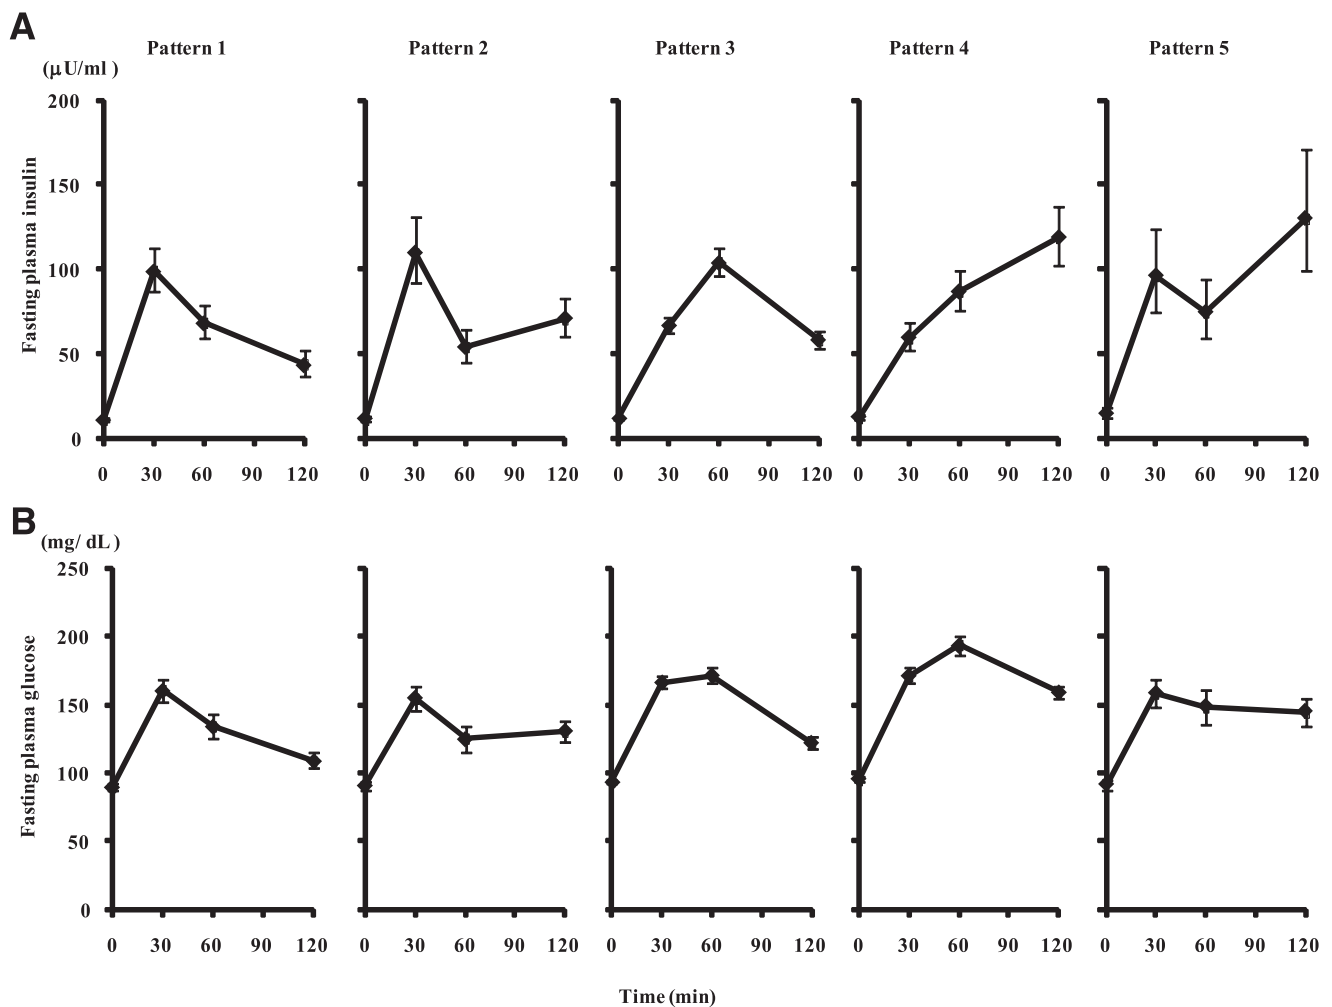 A
Pattern 1 Pattern 2 Pattern 3 Pattern 4 Pattern 5
(μU/ml )
Fasting plasma insulin
200
150
100
50
0
0 30 60 90 120 0 30 60 90 120 0 30 60 90 120 0 30 60 90 120 0 30 60 90 120
B
(mg/ dL )
Fasting plasma glucose
250
200
150
100
50
0
0 30 60 90 120 0 30 60 90 120 0 30 60 90 120 0 30 60 90 120 0 30 60 90 120
Time (min)